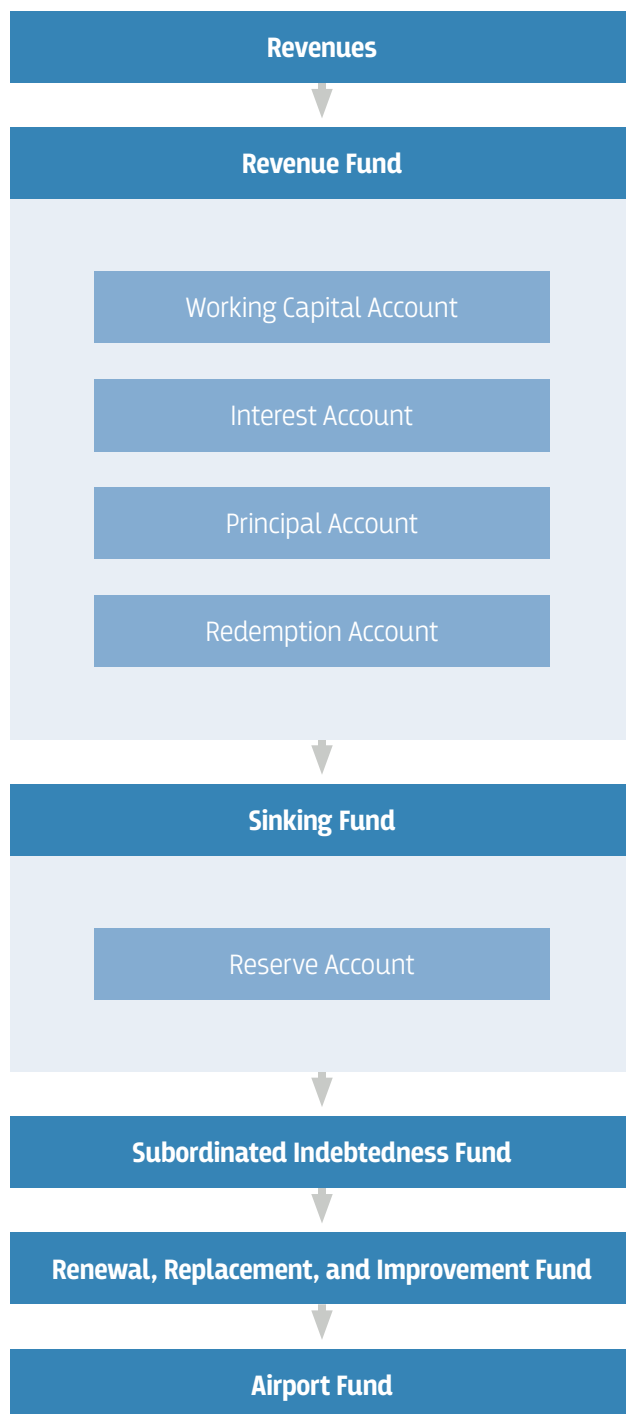 Revenues
Revenue Fund
Working Capital Account
Interest Account
Principal Account
Redemption Account
Sinking Fund
Reserve Account
Subordinated Indebtedness Fund
Renewal, Replacement, and Improvement Fund
Airport Fund